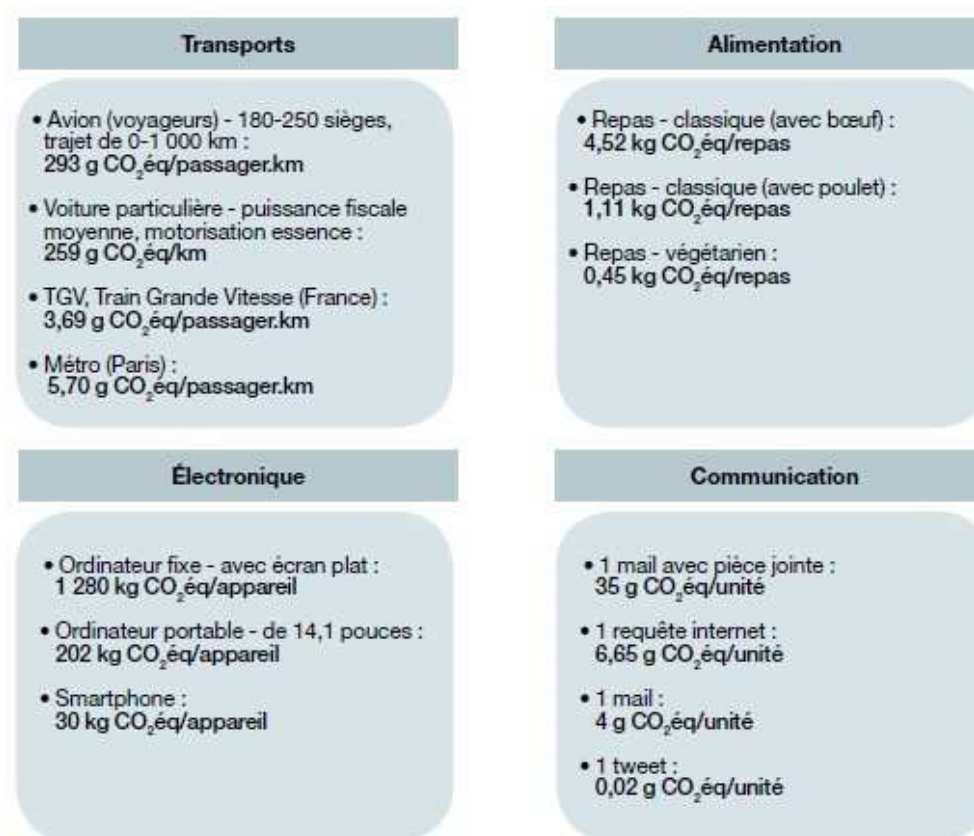 Transports
• Avion (voyageurs) - 180-250 sièges,
trajet de 0-1 000 km :
293 g CO₂éq/passager.km
• Voiture particulière - puissance fiscale
moyenne, motorisation essence :
259 g CO₂éq/km
• TGV, Train Grande Vitesse (France) :
3,69 g CO₂éq/passager.km
• Métro (Paris) :
5,70 g CO₂éq/passager.km
Alimentation
• Repas - classique (avec bœuf) :
4,52 kg CO₂éq/repas
• Repas - classique (avec poulet) :
1,11 kg CO₂éq/repas
• Repas - végétarien :
0,45 kg CO₂éq/repas
Électronique
• Ordinateur fixe - avec écran plat :
1 280 kg CO₂éq/appareil
• Ordinateur portable - de 14,1 pouces :
202 kg CO₂éq/appareil
• Smartphone :
30 kg CO₂éq/appareil
Communication
• 1 mail avec pièce jointe :
35 g CO₂éq/unité
• 1 requête internet :
6,65 g CO₂éq/unité
• 1 mail :
4 g CO₂éq/unité
• 1 tweet :
0,02 g CO₂éq/unité